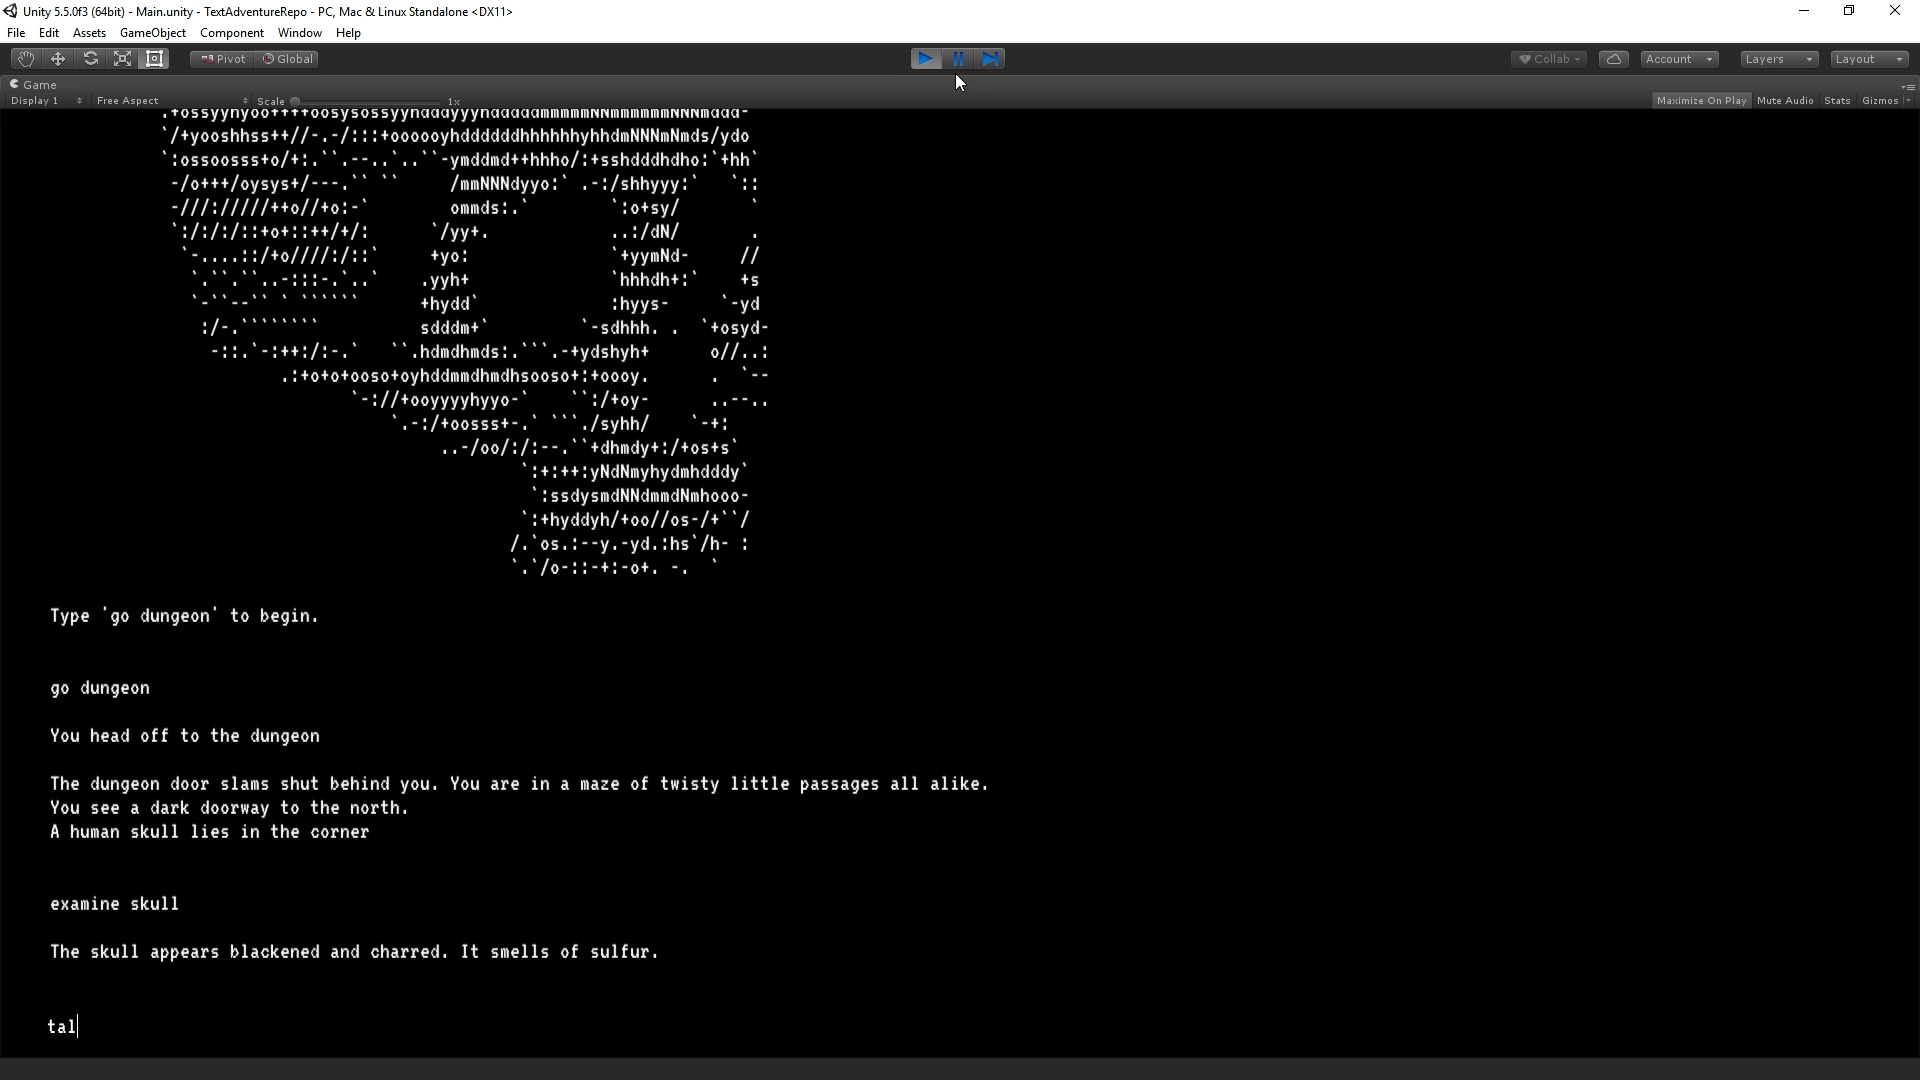 Unity 5.5.0f3 (64bit) - Main.unity - TextAdventureRepo - PC, Mac & Linux Standalone <DX11>
File Edit Assets GameObject Component Window Help
Pivot Global Collab Account Layers Layout
Game
Display 1 Free Aspect Scale 1x Maximize On Play Mute Audio Stats Gizmos
Type 'go dungeon' to begin.
go dungeon
You head off to the dungeon
The dungeon door slams shut behind you. You are in a maze of twisty little passages all alike.
You see a dark doorway to the north.
A human skull lies in the corner
examine skull
The skull appears blackened and charred. It smells of sulfur.
tal